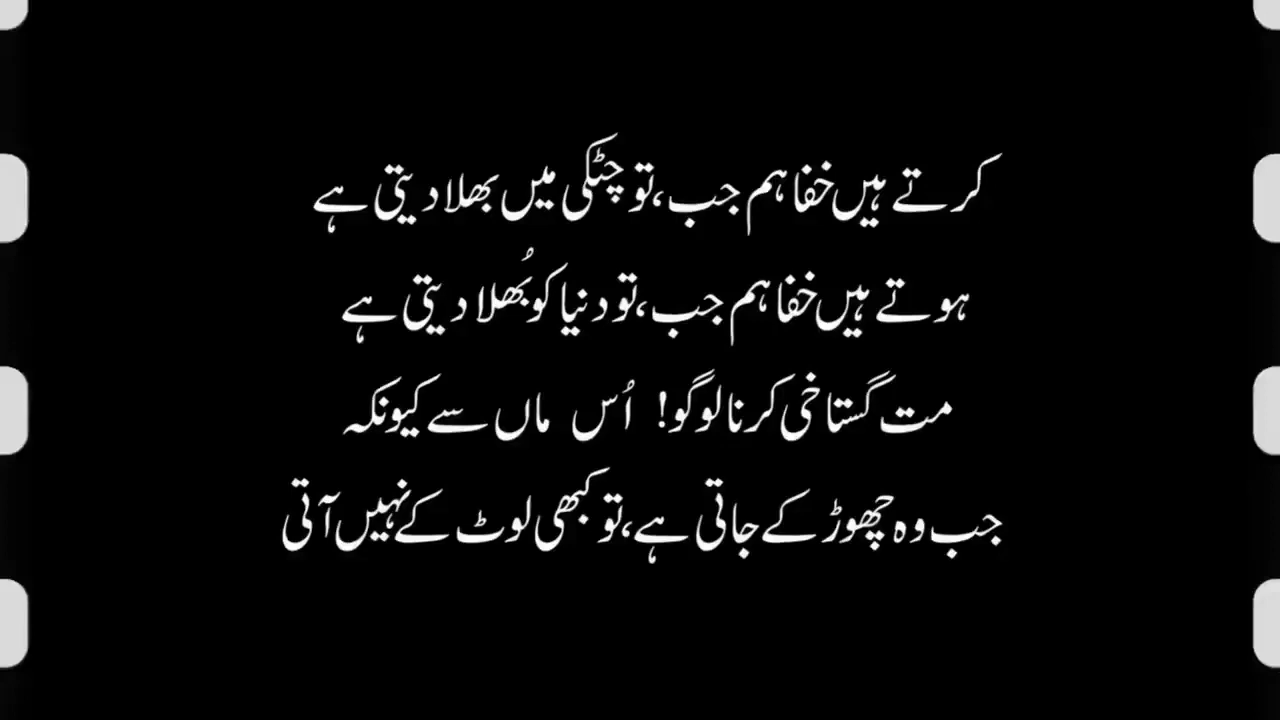 کرتے ہیں خفا ہم جب، تو چٹکی میں بھلا دیتی ہے
ہوتے ہیں خفا ہم جب، تو دنیا کو بُھلا دیتی ہے
مت گستاخی کرنا لوگو! اُس ماں سے کیونکہ
جب وہ چھوڑ کے جاتی ہے، تو کبھی لوٹ کے نہیں آتی